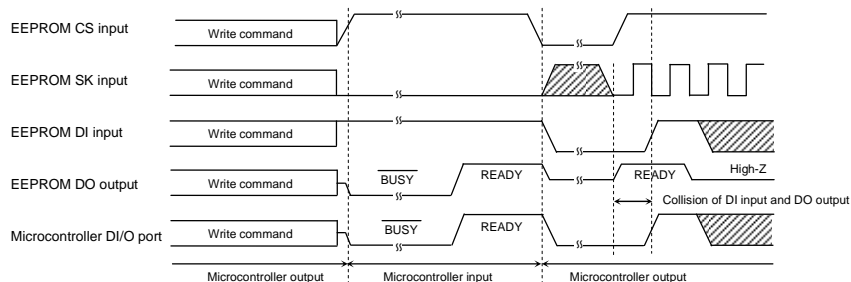 EEPROM CS input
Write command
EEPROM SK input
Write command
EEPROM DI input
Write command
EEPROM DO output
Write command
BUSY
READY
READY
High-Z
Collision of DI input and DO output
Microcontroller DI/O port
Write command
BUSY
READY
Microcontroller output
Microcontroller input
Microcontroller output